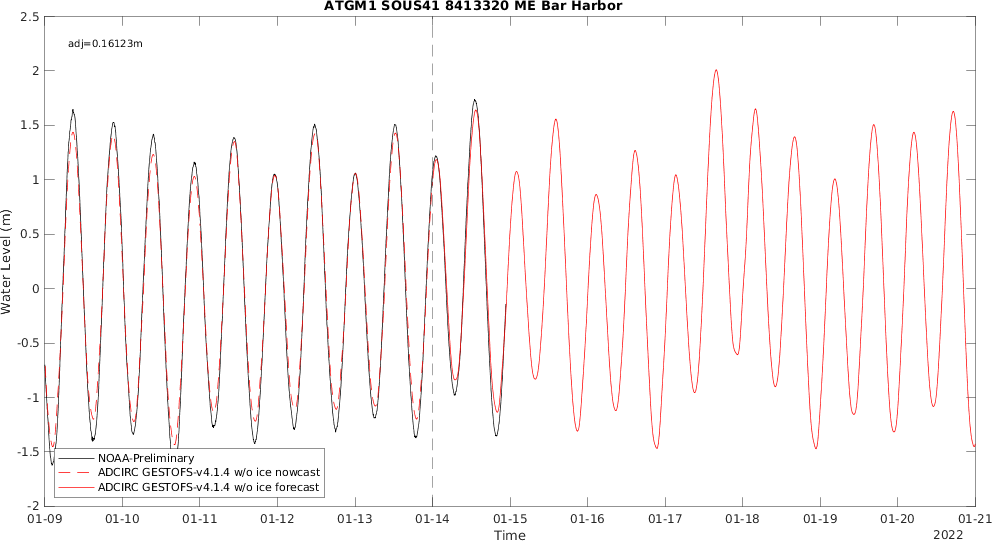 ATGM1 SOUS41 8413320 ME Bar Harbor
2.5
adj=0.16123m
2
1.5
1
0.5
0
-0.5
-1
-1.5
-2
Water Level (m)
NOAA-Preliminary
ADCIRC GESTOFS-v4.1.4 w/o ice nowcast
ADCIRC GESTOFS-v4.1.4 w/o ice forecast
01-09 01-10 01-11 01-12 01-13 01-14 01-15 01-16 01-17 01-18 01-19 01-20 01-21
Time
2022